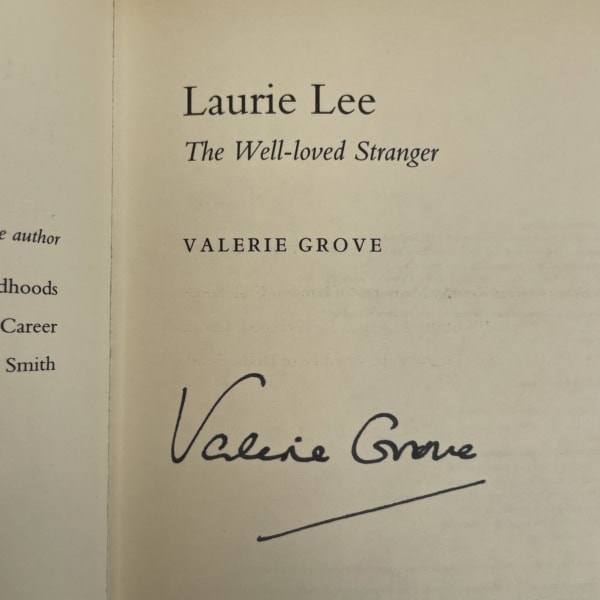 e author
dhoods
Career
Smith
Laurie Lee
The Well-loved Stranger
VALERIE GROVE
Valerie Grove